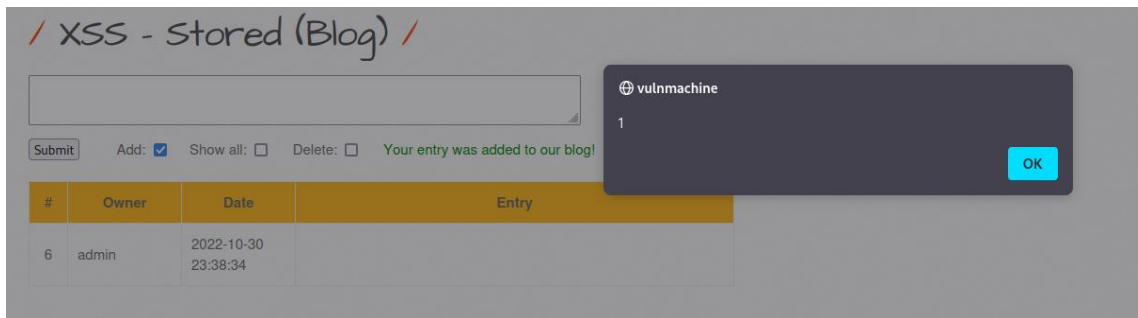 / XSS - Stored (Blog) /
vulnmachine
1
OK
Submit Add: Show all: Delete: Your entry was added to our blog!
# Owner Date Entry
6 admin 2022-10-30
23:38:34